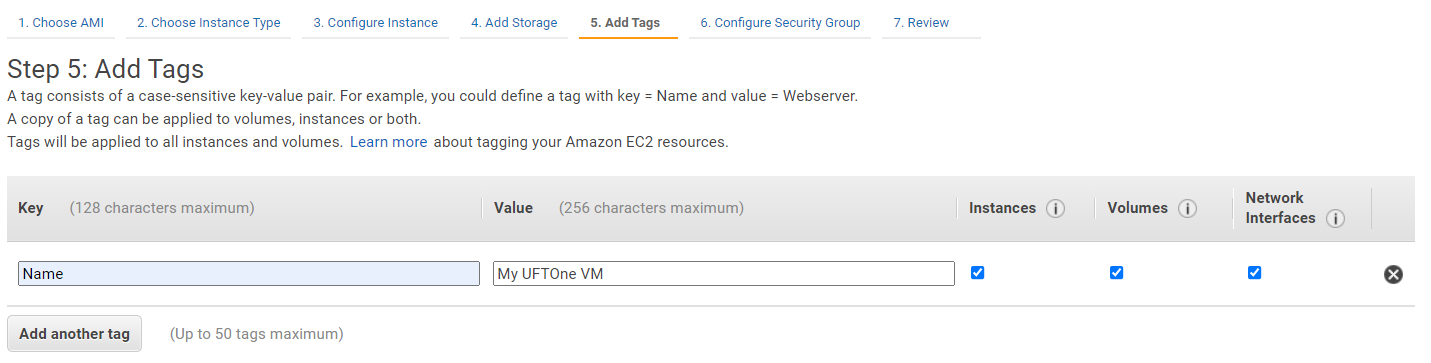 1. Choose AMI 2. Choose Instance Type 3. Configure Instance 4. Add Storage 5. Add Tags 6. Configure Security Group 7. Review
Step 5: Add Tags
A tag consists of a case-sensitive key-value pair. For example, you could define a tag with key = Name and value = Webserver.
A copy of a tag can be applied to volumes, instances or both.
Tags will be applied to all instances and volumes. Learn more about tagging your Amazon EC2 resources.
Key (128 characters maximum) Value (256 characters maximum) Instances i Volumes i Network Interfaces i
Name My UFTOne VM
Add another tag (Up to 50 tags maximum)